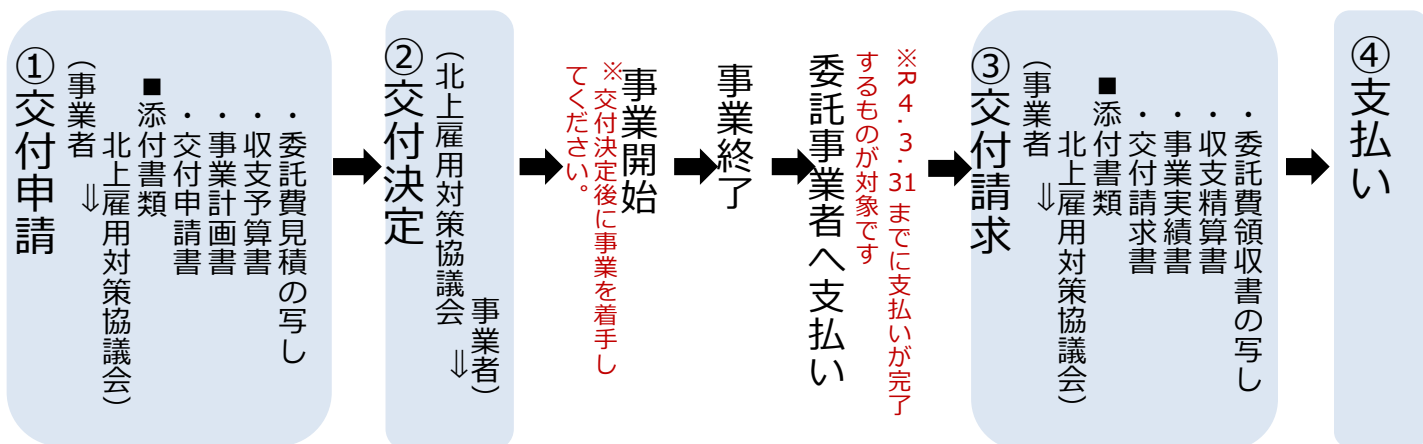 ①交付申請
（事業者　⇒
北上雇用対策協議会）
■添付書類
・交付申請書
・事業計画書
・収支予算書
・委託費見積の写し
②交付決定
（北上雇用対策協議会　⇒
事業者）
事業開始
※交付決定後に事業を着手し
てください。
事業終了
委託事業者へ支払い
※R４.３.31までに支払いが完了
するものが対象です
③交付請求
（事業者　⇒
北上雇用対策協議会）
■添付書類
・交付請求書
・事業実績書
・収支精算書
・委託費領収書の写し
④支払い